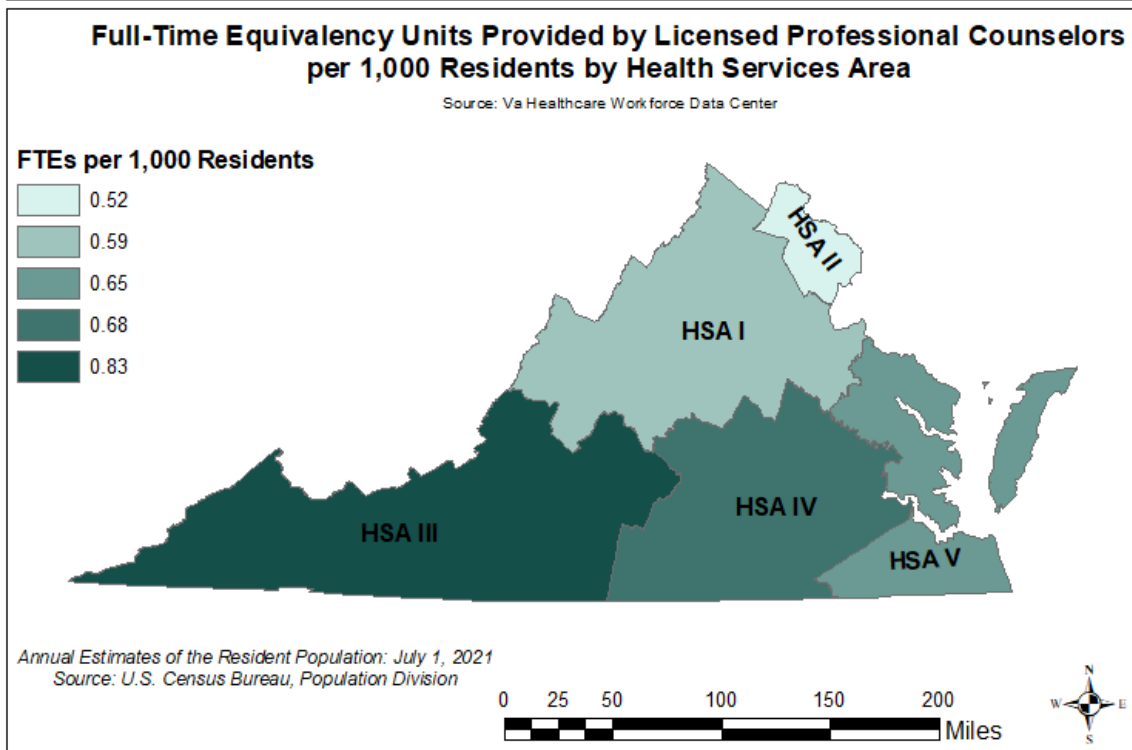 Full-Time Equivalency Units Provided by Licensed Professional Counselors
per 1,000 Residents by Health Services Area
Source: Va Healthcare Workforce Data Center
FTEs per 1,000 Residents
0.52
0.59
0.65
0.68
0.83
HSA II
HSA I
HSA IV
HSA III
HSA V
Annual Estimates of the Resident Population: July 1, 2021
Source: U.S. Census Bureau, Population Division
0 25 50 100 150 200
Miles
N
W E
S